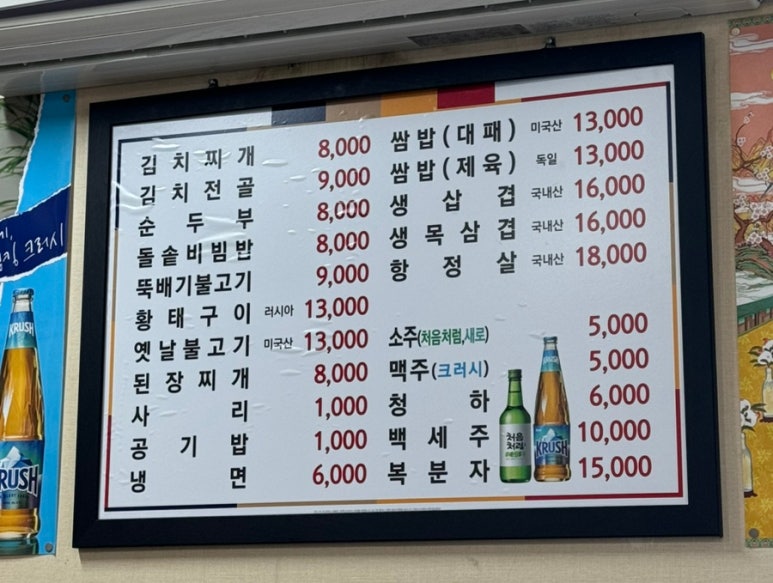 김치찌개 8,000
김치전골 9,000
순두부 8,000
돌솥비빔밥 8,000
뚝배기불고기 9,000
황태구이 러시아 13,000
옛날불고기 미국산 13,000
된장찌개 8,000
사리 1,000
공기밥 1,000
냉면 6,000
쌈밥(대패) 미국산 13,000
쌈밥(제육) 독일 13,000
생삼겹 국내산 16,000
생목삼겹 국내산 16,000
항정살 국내산 18,000
소주(처음처럼,새로) 5,000
맥주(크러시) 5,000
청하 6,000
백세주 10,000
복분자 15,000
처음
처럼
KRUSH
크러시
KRUSH
KRUSH